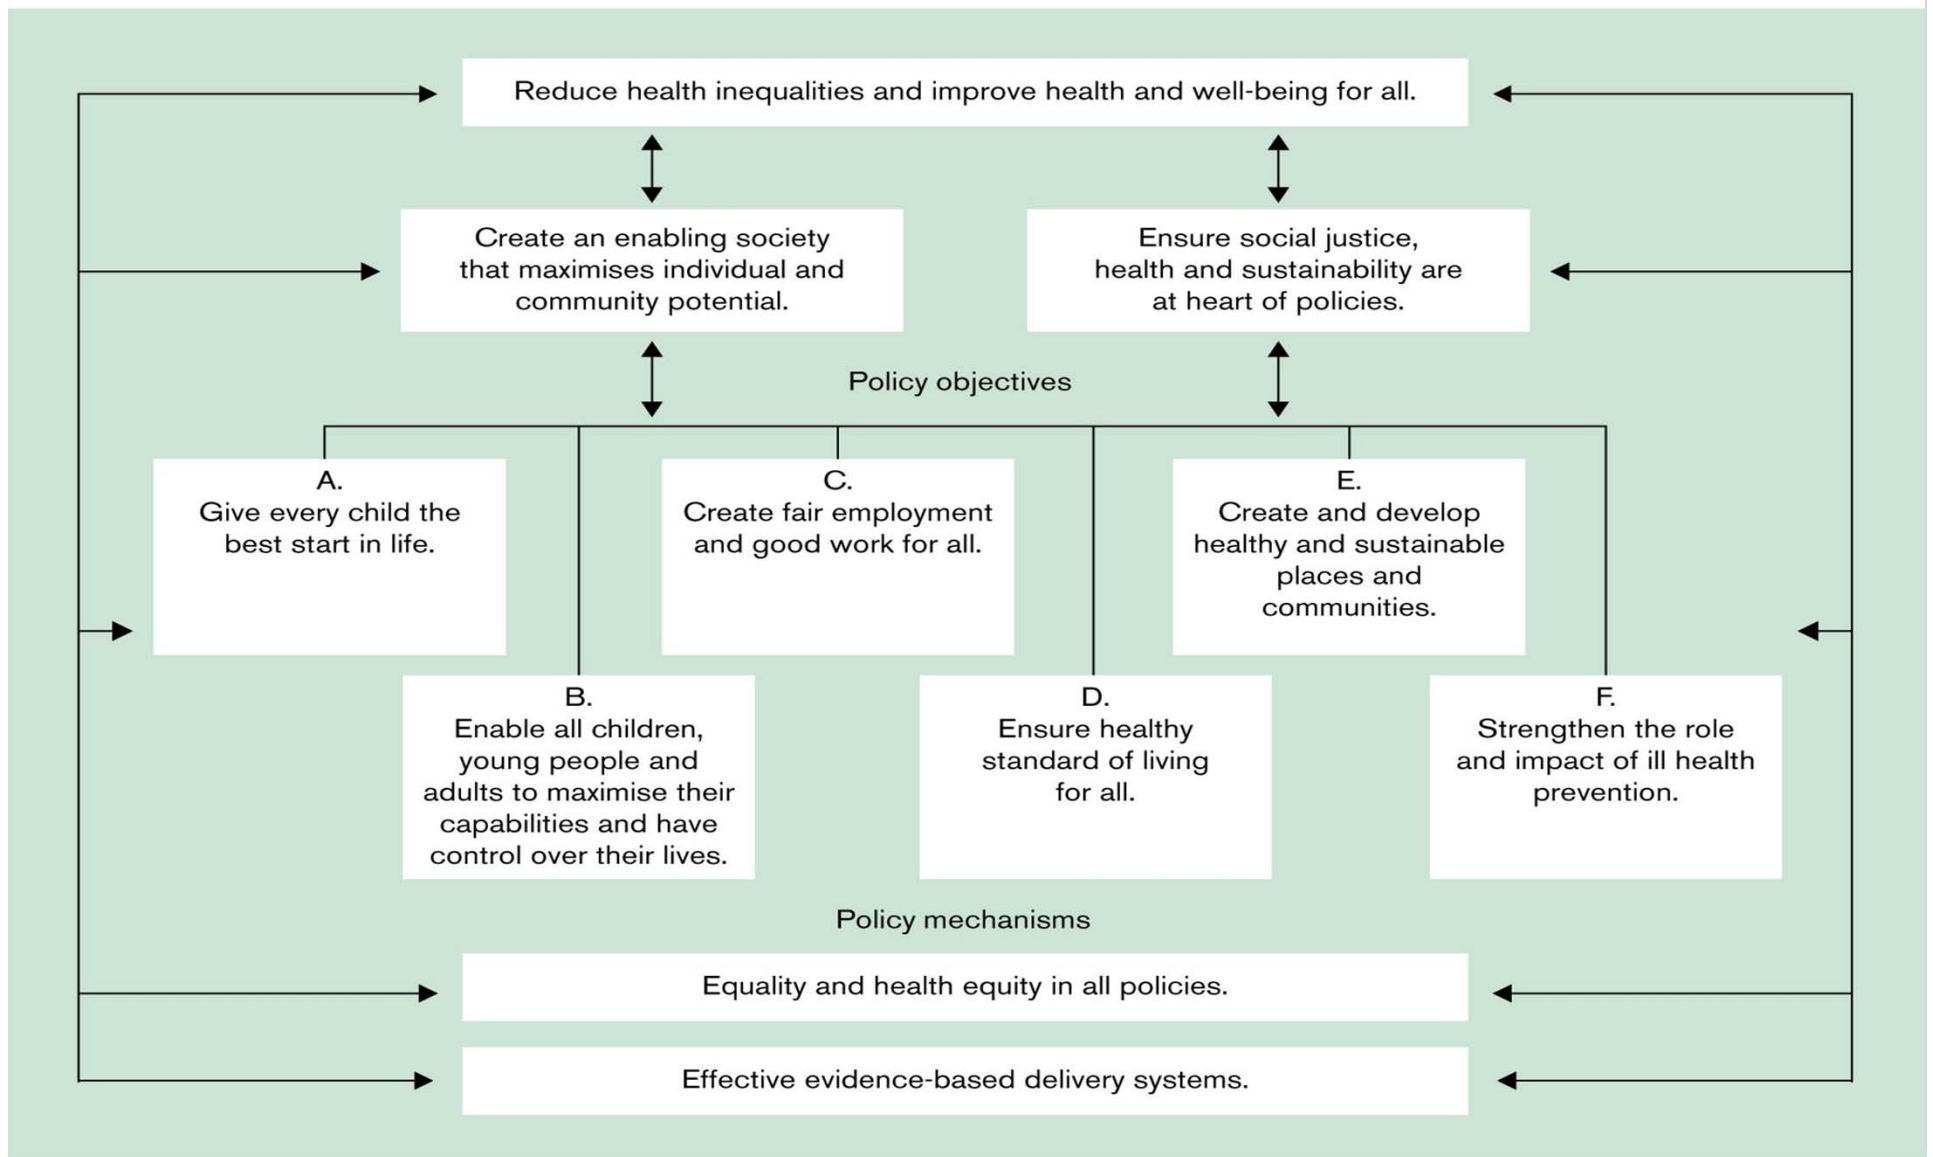 Reduce health inequalities and improve health and well-being for all.
Create an enabling society
that maximises individual and
community potential.
Ensure social justice,
health and sustainability are
at heart of policies.
Policy objectives
A.
Give every child the
best start in life.
C.
Create fair employment
and good work for all.
E.
Create and develop
healthy and sustainable
places and
communities.
B.
Enable all children,
young people and
adults to maximise their
capabilities and have
control over their lives.
D.
Ensure healthy
standard of living
for all.
F.
Strengthen the role
and impact of ill health
prevention.
Policy mechanisms
Equality and health equity in all policies.
Effective evidence-based delivery systems.